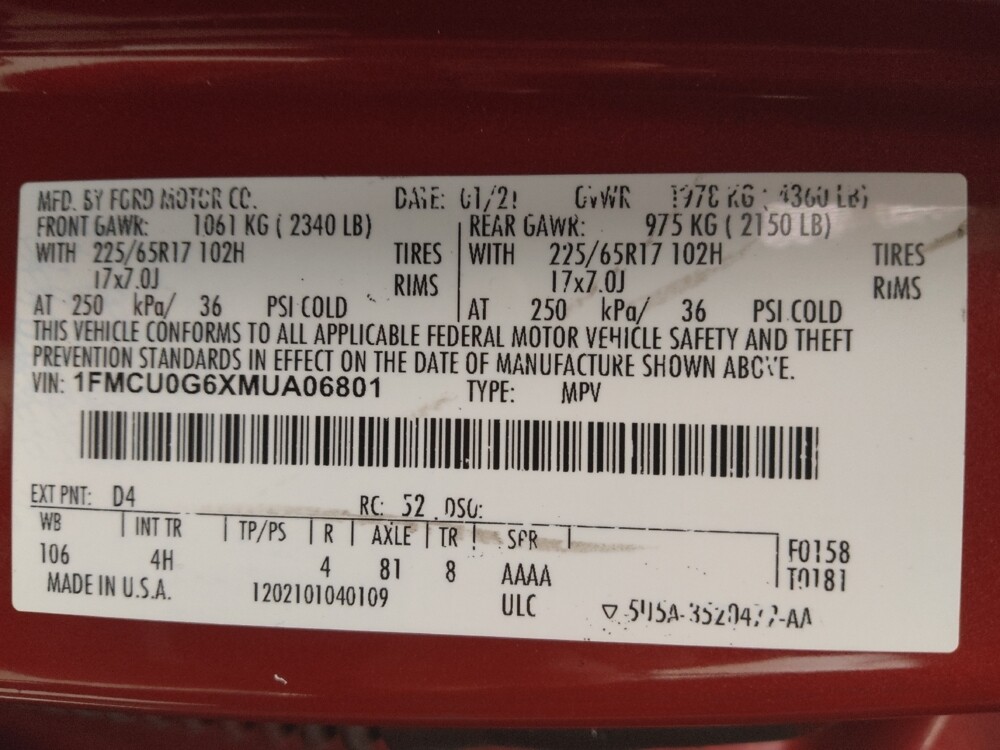 MFD. BY FORD MOTOR CO. DATE: 01/21 GVWR 1978 KG ( 4360 LB)
FRONT GAWR: 1061 KG ( 2340 LB) REAR GAWR: 975 KG ( 2150 LB)
WITH 225/65R17 102H TIRES WITH 225/65R17 102H TIRES
17x7.0J RIMS 17x7.0J RIMS
AT 250 kPa/ 36 PSI COLD AT 250 kPa/ 36 PSI COLD
THIS VEHICLE CONFORMS TO ALL APPLICABLE FEDERAL MOTOR VEHICLE SAFETY AND THEFT
PREVENTION STANDARDS IN EFFECT ON THE DATE OF MANUFACTURE SHOWN ABOVE.
VIN: 1FMCU0G6XMUA06801 TYPE: MPV
EXT PNT: D4 RC: 52 DSO:
WB INT TR TP/PS R AXLE TR SPR F0158
106 4H 4 81 8 AAAA T0181
MADE IN U.S.A. 1202101040109 ULC